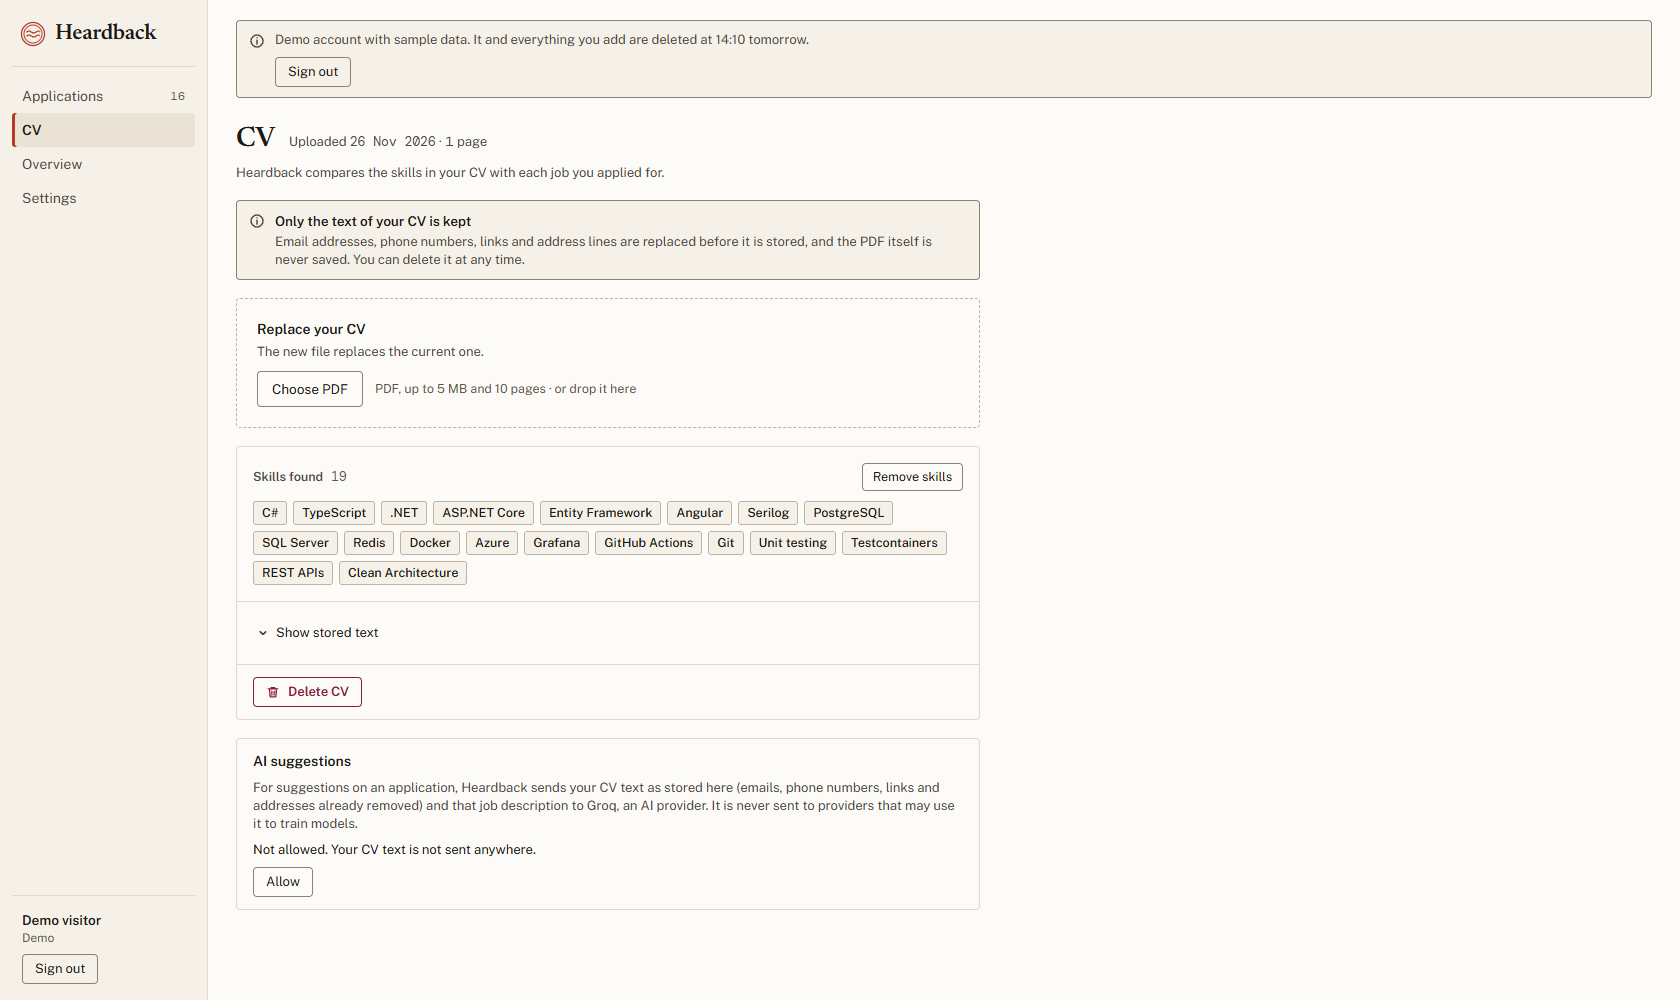 Heardback
Applications 16
CV
Overview
Settings
Demo visitor
Demo
Sign out
Demo account with sample data. It and everything you add are deleted at 14:10 tomorrow.
Sign out
CV Uploaded 26 Nov 2026 · 1 page
Heardback compares the skills in your CV with each job you applied for.
Only the text of your CV is kept
Email addresses, phone numbers, links and address lines are replaced before it is stored, and the PDF itself is
never saved. You can delete it at any time.
Replace your CV
The new file replaces the current one.
Choose PDF PDF, up to 5 MB and 10 pages · or drop it here
Skills found 19 Remove skills
C# TypeScript .NET ASP.NET Core Entity Framework Angular Serilog PostgreSQL
SQL Server Redis Docker Azure Grafana GitHub Actions Git Unit testing Testcontainers
REST APIs Clean Architecture
Show stored text
Delete CV
AI suggestions
For suggestions on an application, Heardback sends your CV text as stored here (emails, phone numbers, links and
addresses already removed) and that job description to Groq, an AI provider. It is never sent to providers that may use
it to train models.
Not allowed. Your CV text is not sent anywhere.
Allow